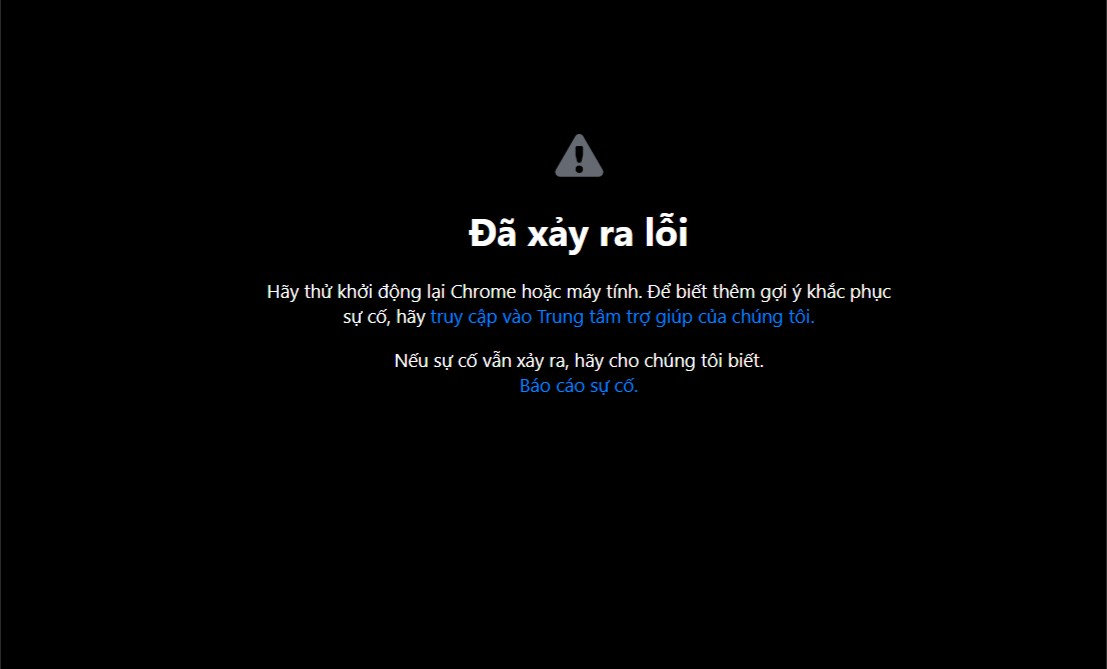 Đã xảy ra lỗi
Hãy thử khởi động lại Chrome hoặc máy tính. Để biết thêm gợi ý khắc phục
sự cố, hãy truy cập vào Trung tâm trợ giúp của chúng tôi.
Nếu sự cố vẫn xảy ra, hãy cho chúng tôi biết.
Báo cáo sự cố.